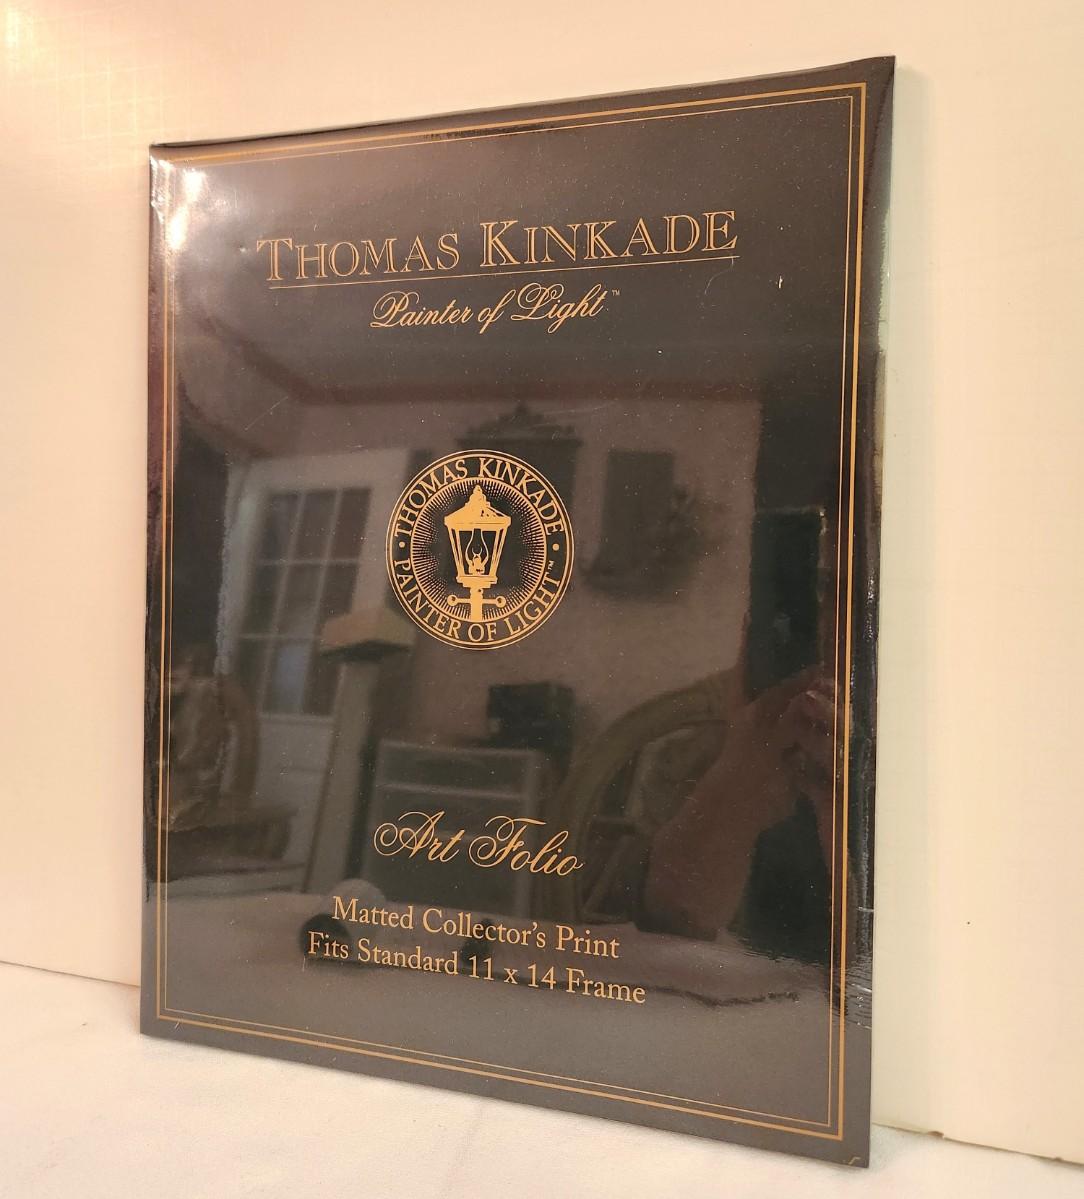 THOMAS KINKADE
Painter of Light™
THOMAS KINKADE
• PAINTER OF LIGHT™ •
Art Folio
Matted Collector's Print
Fits Standard 11 x 14 Frame